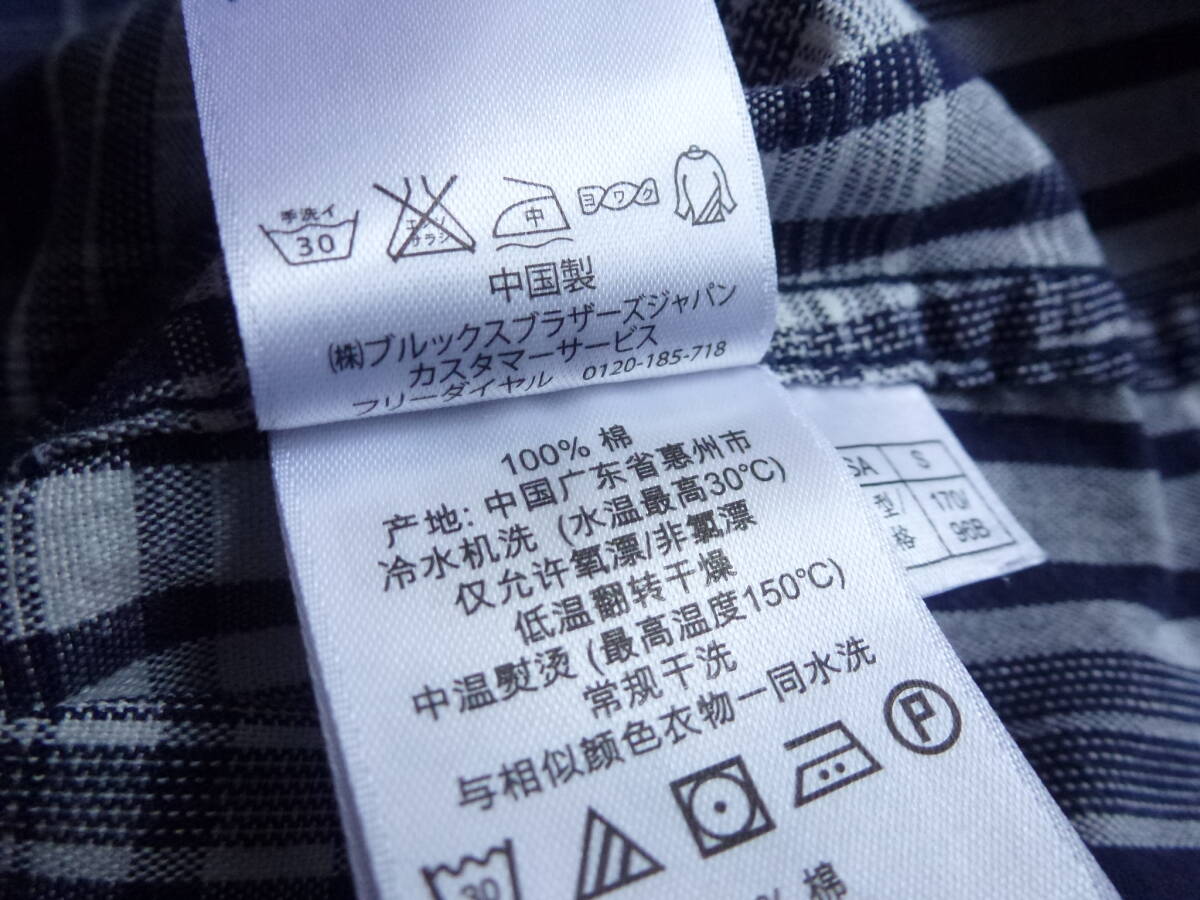 手洗イ
30
エンソ
サラシ
中
ヨワク
中国製
(株)ブルックスブラザーズジャパン
カスタマーサービス
フリーダイヤル 0120-185-718
100% 棉
产地: 中国广东省惠州市
冷水机洗 (水温最高30°C)
仅允许氧漂/非氯漂
低温翻转干燥
中温熨烫 (最高温度150°C)
常规干洗
与相似颜色衣物一同水洗
30
P
% 棉
SA S
型/ 170/
格 96B